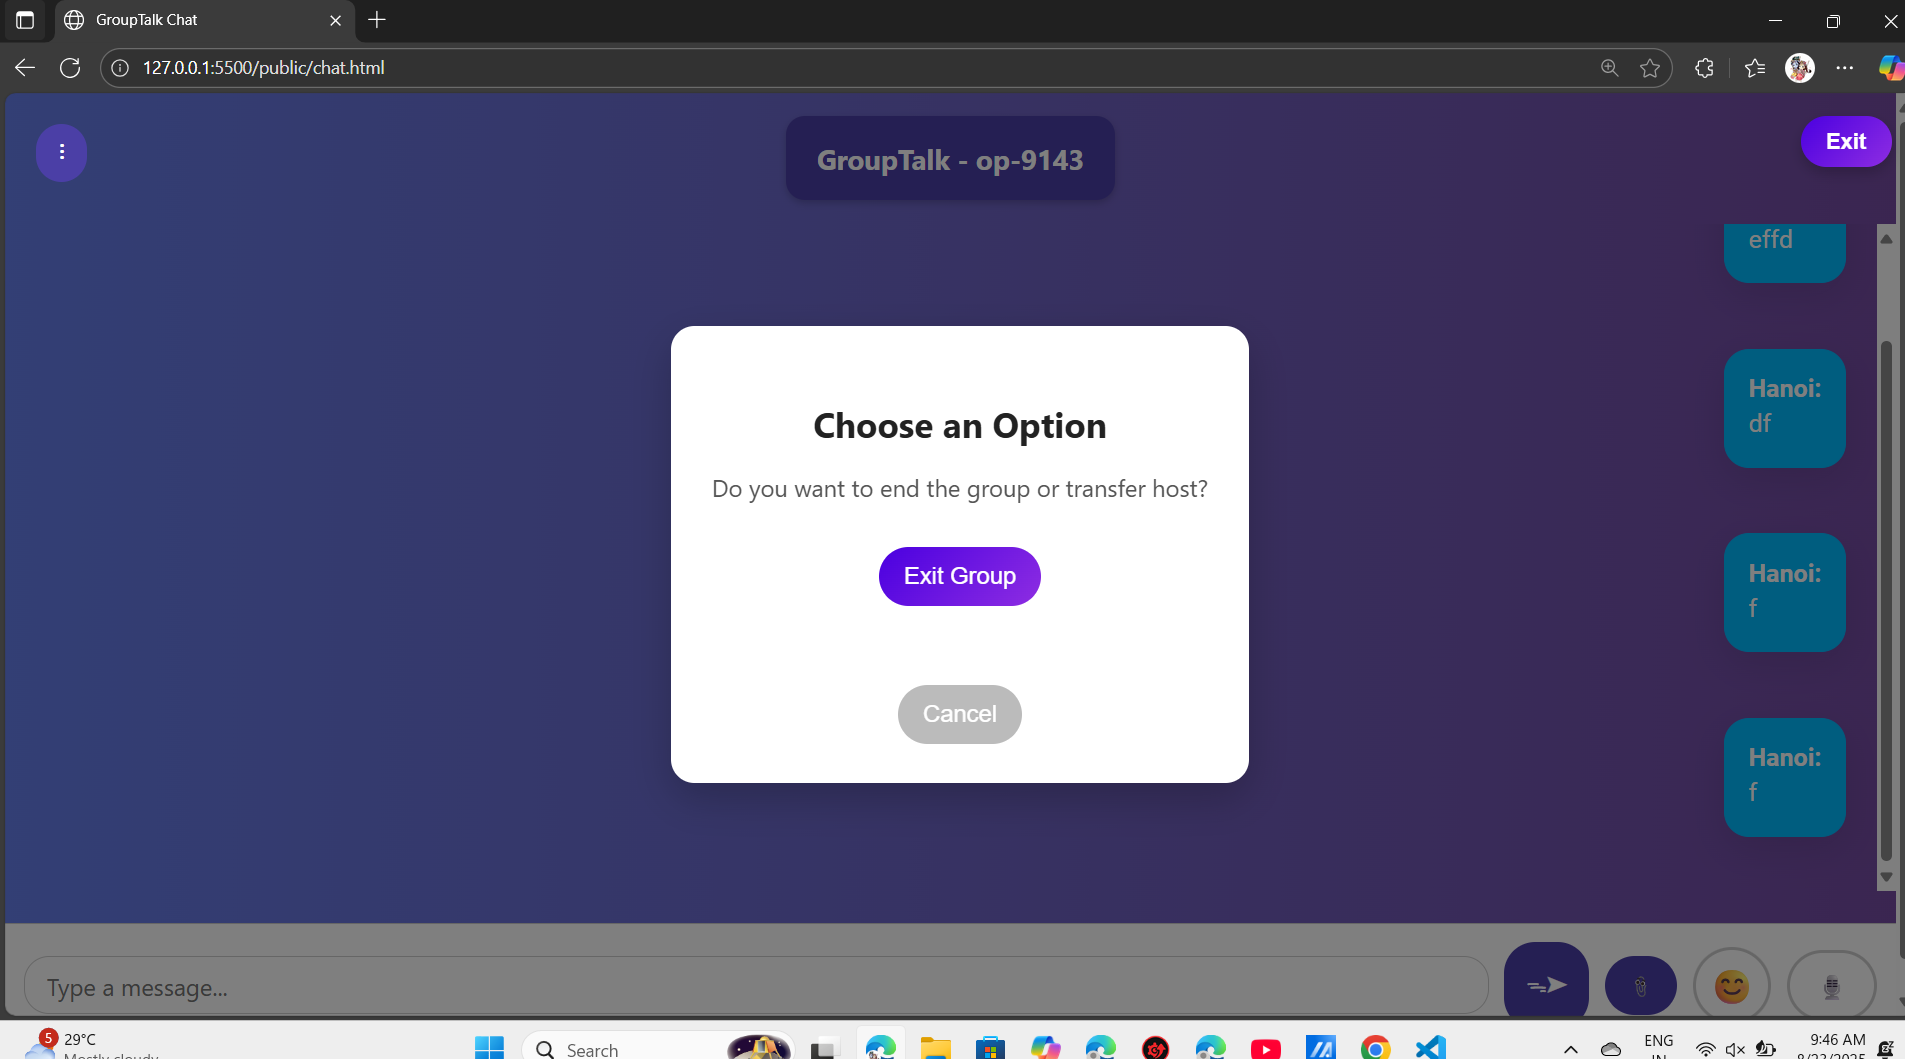 GroupTalk Chat
127.0.0.1:5500/public/chat.html
GroupTalk - op-9143
Exit
effd
Hanoi:
df
Hanoi:
f
Hanoi:
f
Choose an Option
Do you want to end the group or transfer host?
Exit Group
Cancel
Type a message...
5
29°C
Mostly cloudy
Search
ENG
IN
9:46 AM